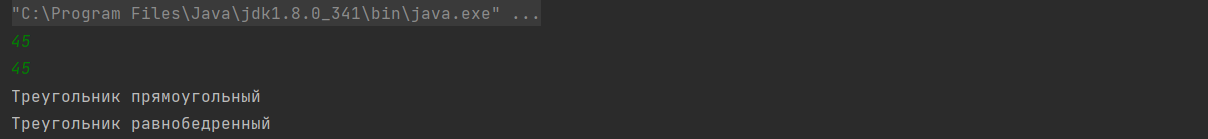 "C:\Program Files\Java\jdk1.8.0_341\bin\java.exe" ...
45
45
Треугольник прямоугольный
Треугольник равнобедренный